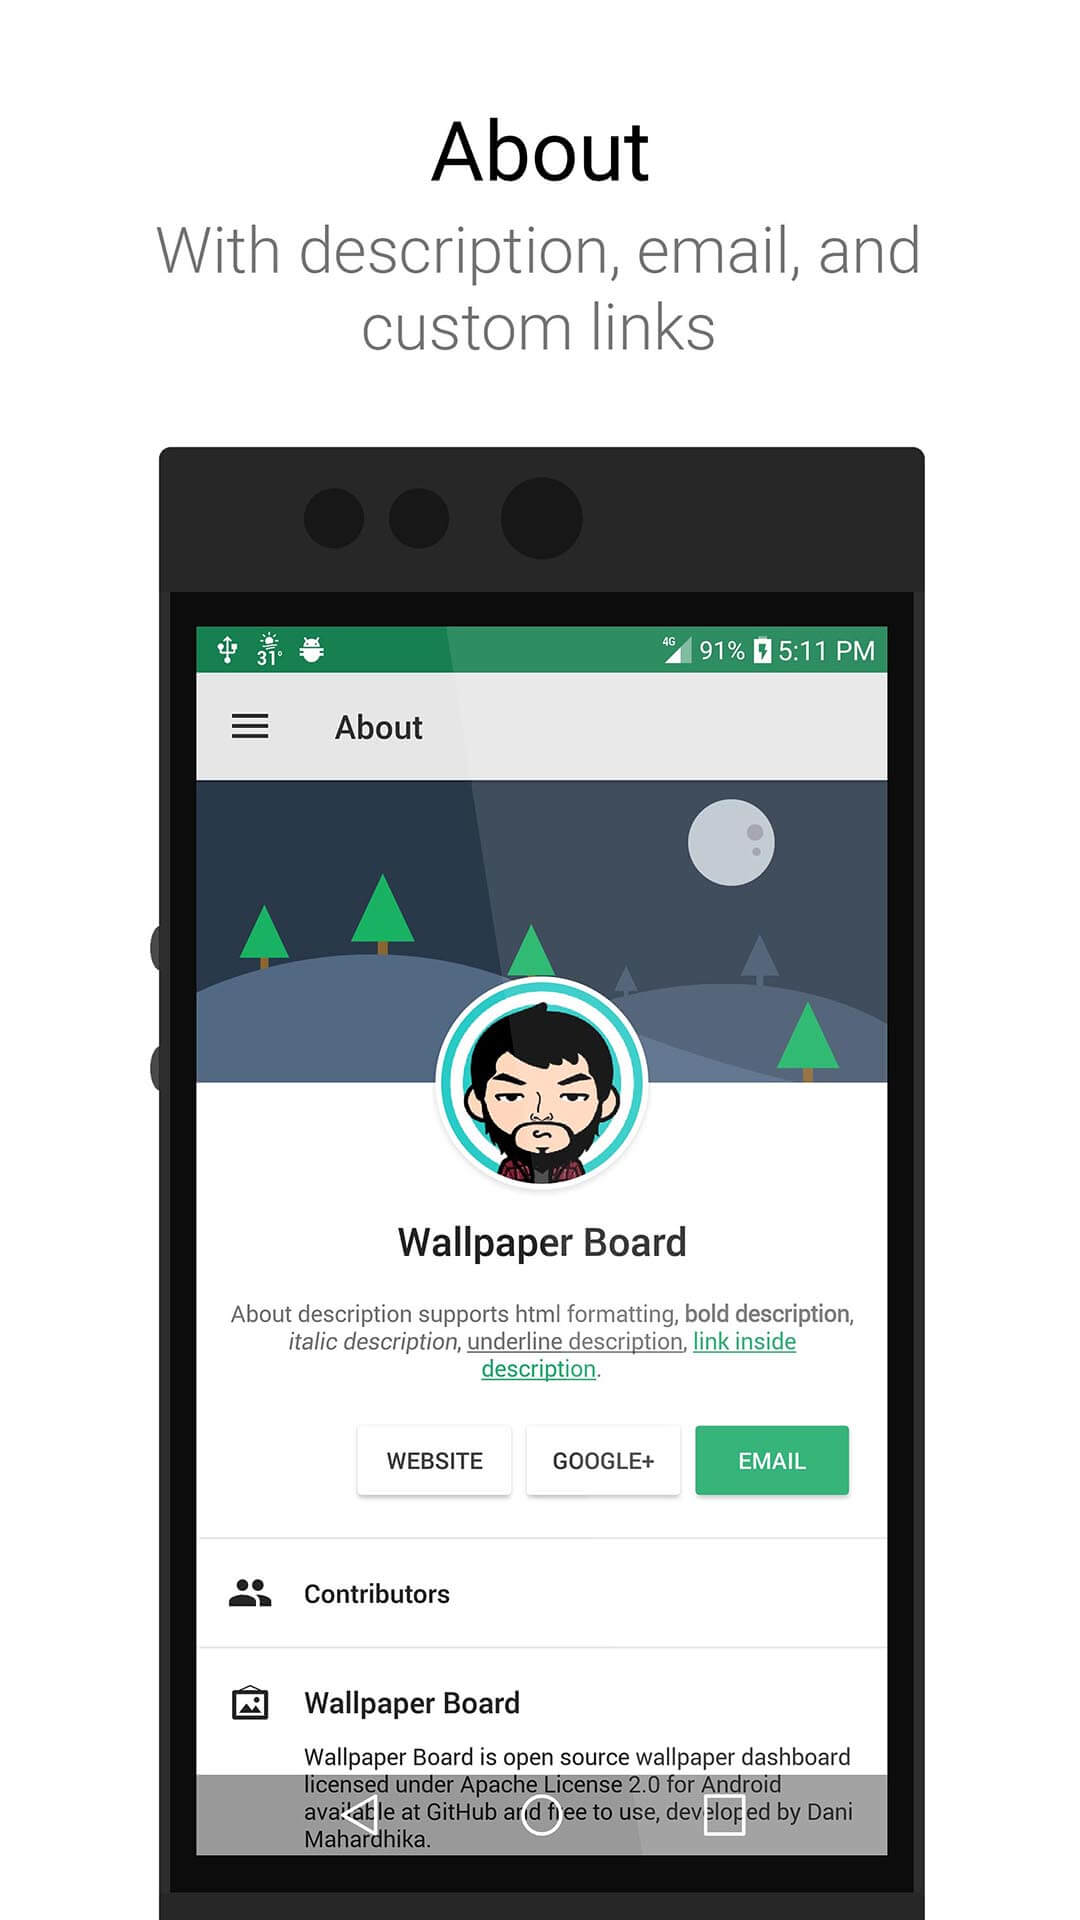 About
With description, email, and
custom links
31°
4G
91%
5:11 PM
About
Wallpaper Board
About description supports html formatting, bold description,
italic description, underline description, link inside
description.
WEBSITE
GOOGLE+
EMAIL
Contributors
Wallpaper Board
Wallpaper Board is open source wallpaper dashboard
licensed under Apache License 2.0 for Android
available at GitHub and free to use, developed by Dani
Mahardhika.